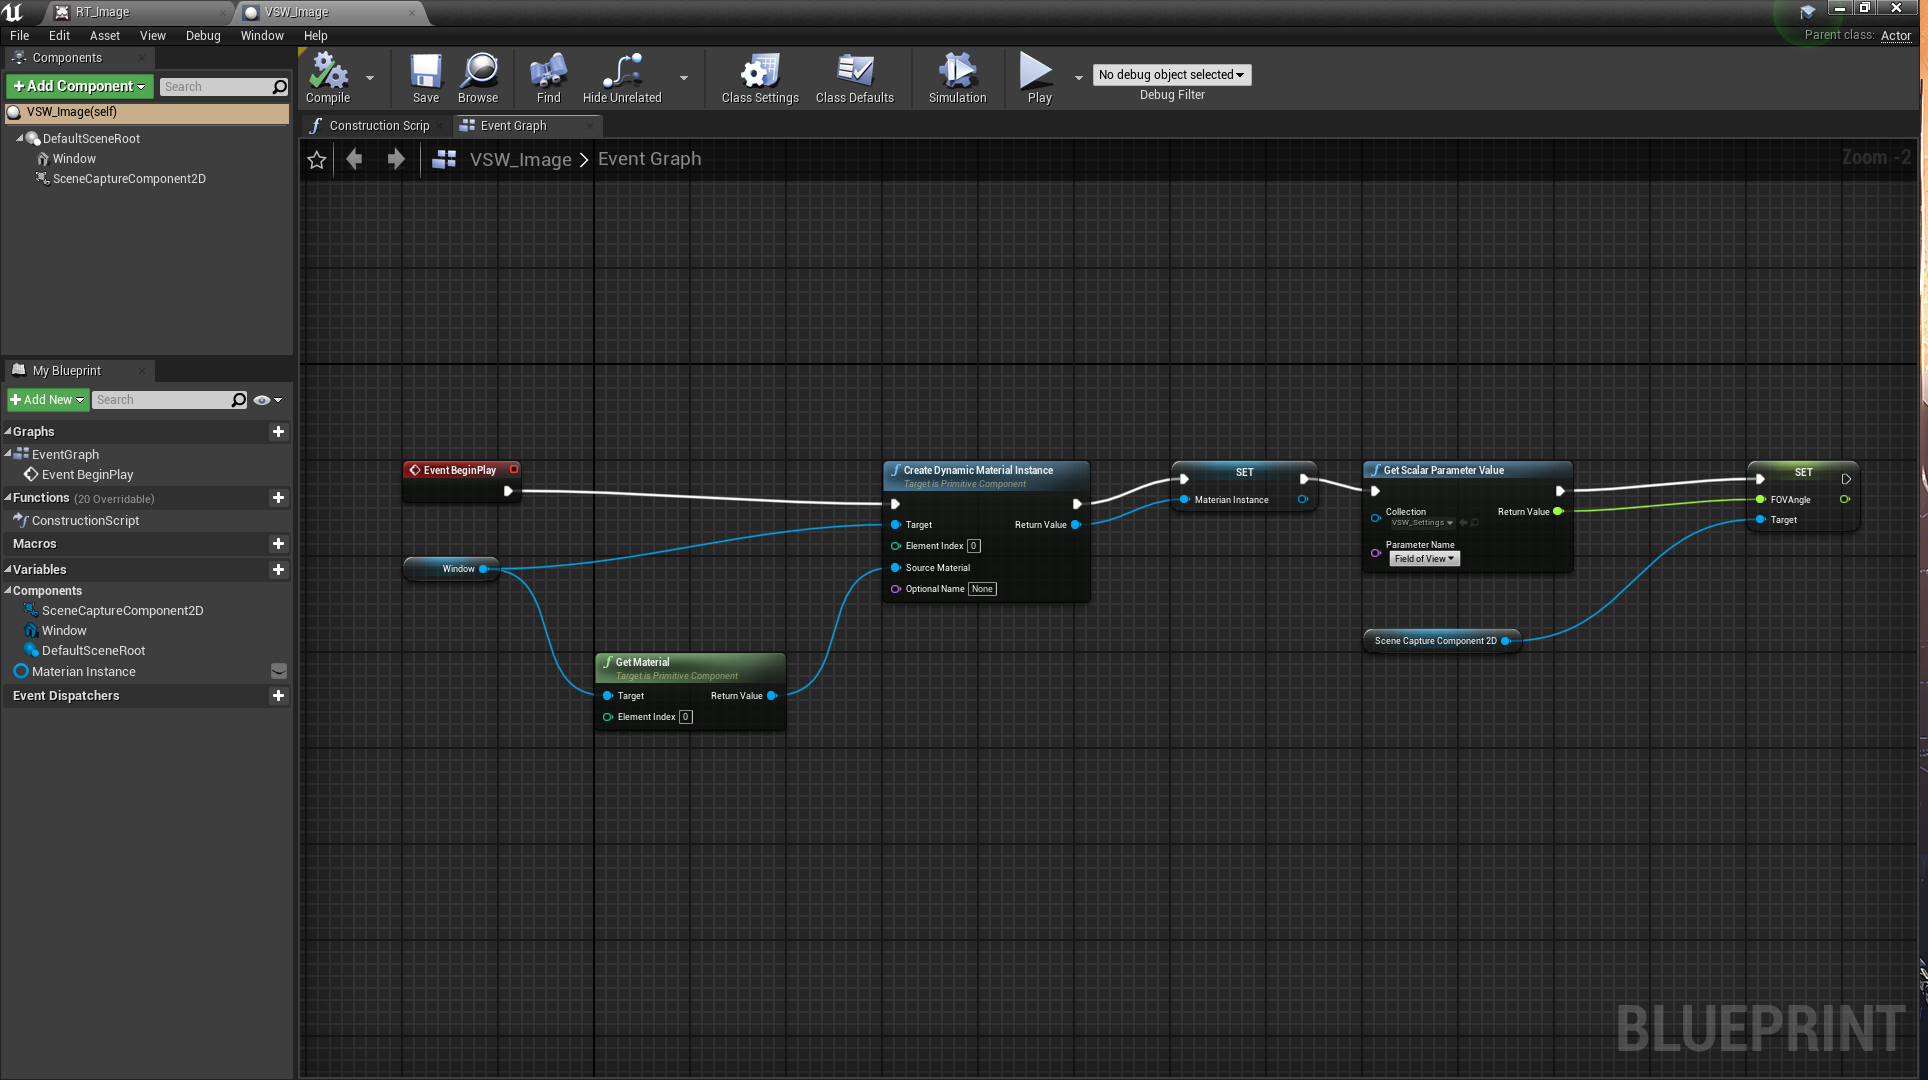 RT_Image
VSW_Image
File Edit Asset View Debug Window Help
Parent class: Actor
Components
+ Add Component
Search
VSW_Image(self)
DefaultSceneRoot
Window
SceneCaptureComponent2D
Compile
Save
Browse
Find
Hide Unrelated
Class Settings
Class Defaults
Simulation
Play
No debug object selected
Debug Filter
Construction Scrip
Event Graph
VSW_Image > Event Graph
Zoom -2
My Blueprint
+ Add New
Search
Graphs
EventGraph
Event BeginPlay
Functions (20 Overridable)
ConstructionScript
Macros
Variables
Components
SceneCaptureComponent2D
Window
DefaultSceneRoot
Materian Instance
Event Dispatchers
Event BeginPlay
Window
Get Material
Target is Primitive Component
Target
Return Value
Element Index 0
Create Dynamic Material Instance
Target is Primitive Component
Target
Return Value
Element Index 0
Source Material
Optional Name None
SET
Materian Instance
Get Scalar Parameter Value
Collection
VSW_Settings
Return Value
Parameter Name
Field of View
Scene Capture Component 2D
SET
FOVAngle
Target
BLUEPRINT